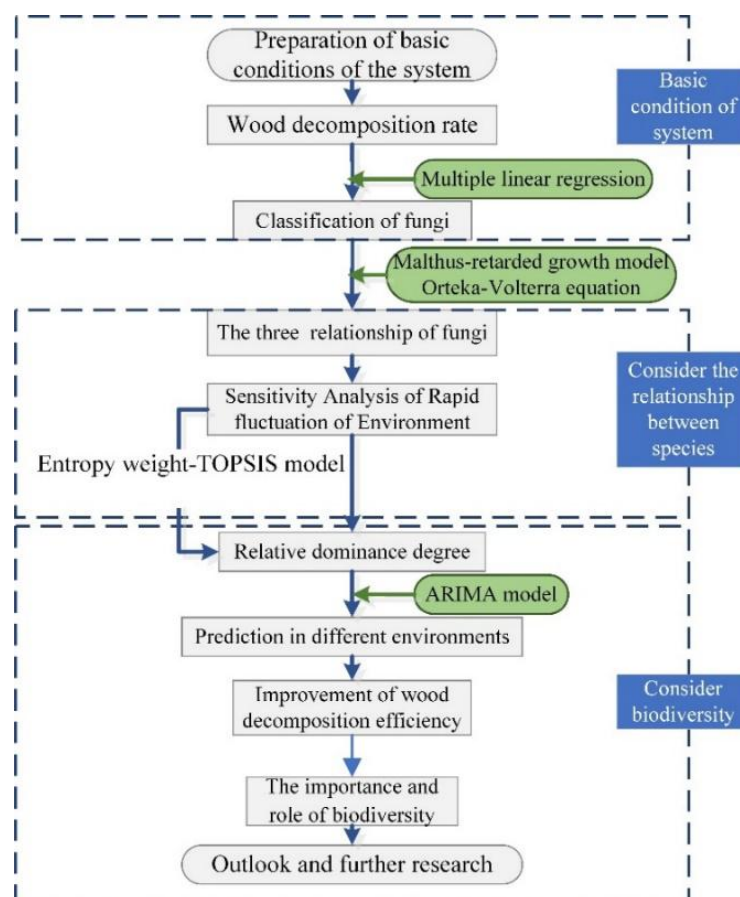 Preparation of basic
conditions of the system
Basic
condition of
system
Wood decomposition rate
Multiple linear regression
Classification of fungi
Malthus-retarded growth model
Orteka-Volterra equation
The three relationship of fungi
Consider the
relationship
between
species
Sensitivity Analysis of Rapid
fluctuation of Environment
Entropy weight-TOPSIS model
Relative dominance degree
ARIMA model
Prediction in different environments
Consider
biodiversity
Improvement of wood
decomposition efficiency
The importance and
role of biodiversity
Outlook and further research